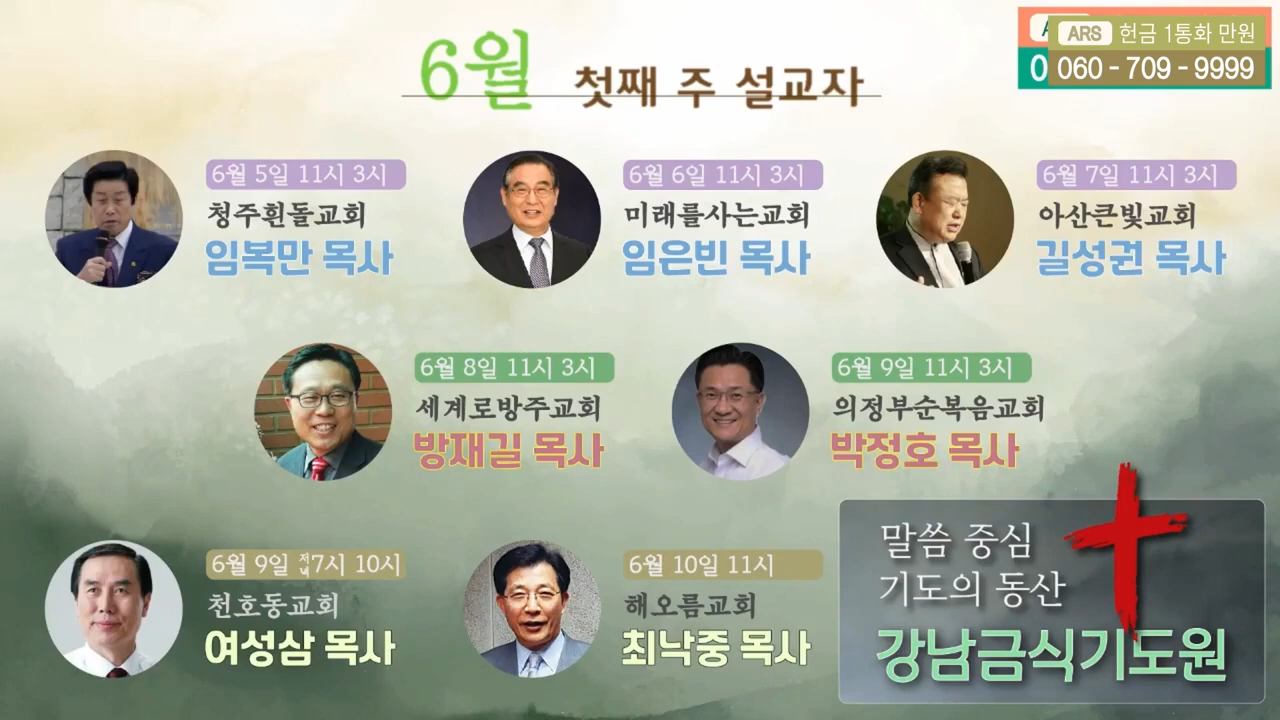 6월 첫째 주 설교자
ARS 헌금 1통화 만원
060 - 709 - 9999
6월 5일 11시 3시
청주흰돌교회
임복만 목사
6월 6일 11시 3시
미래를사는교회
임은빈 목사
6월 7일 11시 3시
아산큰빛교회
길성권 목사
6월 8일 11시 3시
세계로방주교회
방재길 목사
6월 9일 11시 3시
의정부순복음교회
박정호 목사
6월 9일 저녁7시 10시
천호동교회
여성삼 목사
6월 10일 11시
해오름교회
최낙중 목사
말씀 중심
기도의 동산
강남금식기도원